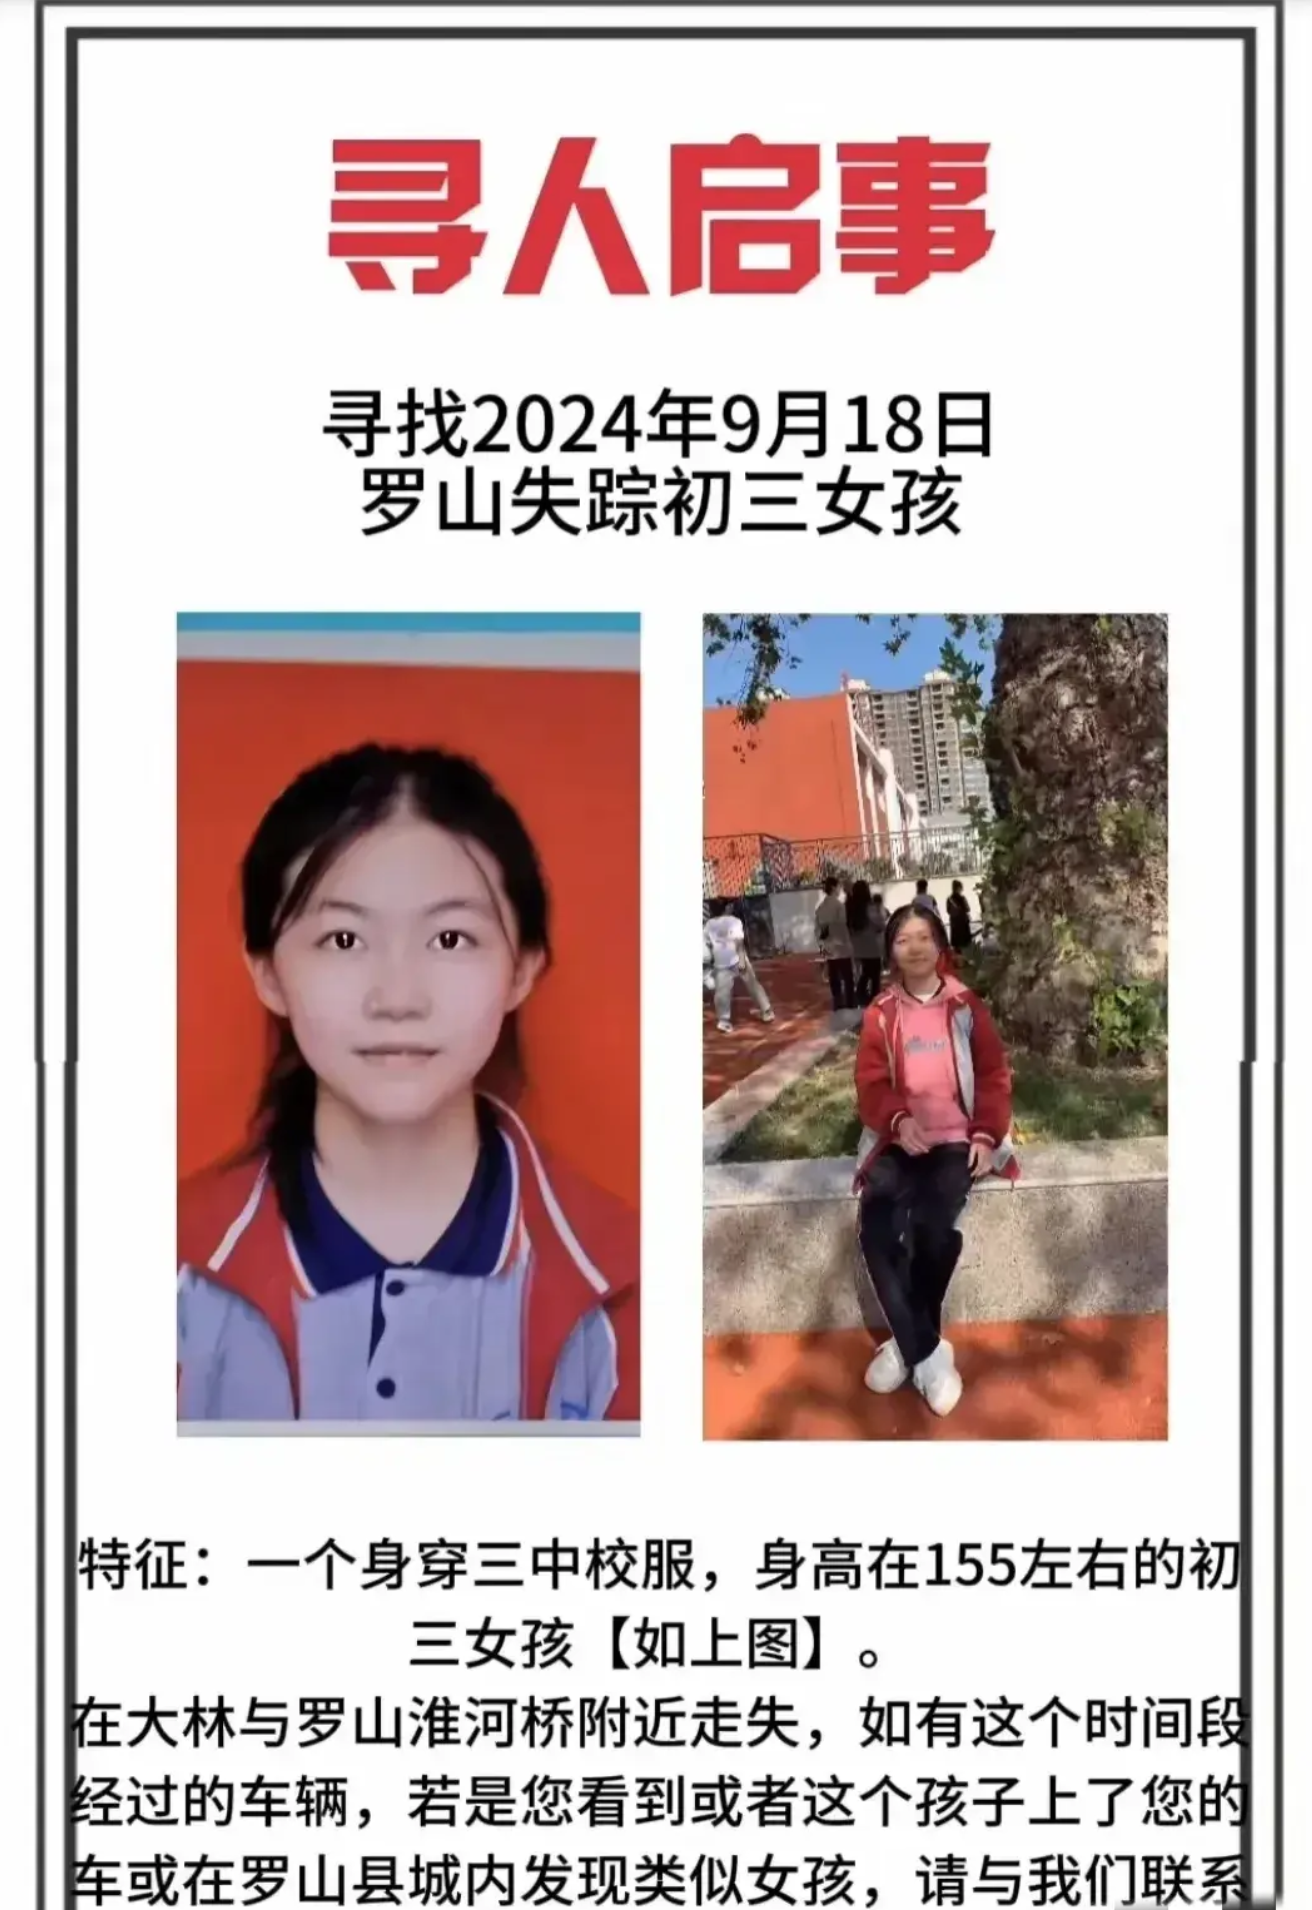 寻人启事
寻找2024年9月18日
罗山失踪初三女孩
特征：一个身穿三中校服，身高在155左右的初
三女孩【如上图】。
在大林与罗山淮河桥附近走失，如有这个时间段
经过的车辆，若是您看到或者这个孩子上了您的
车或在罗山县城内发现类似女孩，请与我们联系